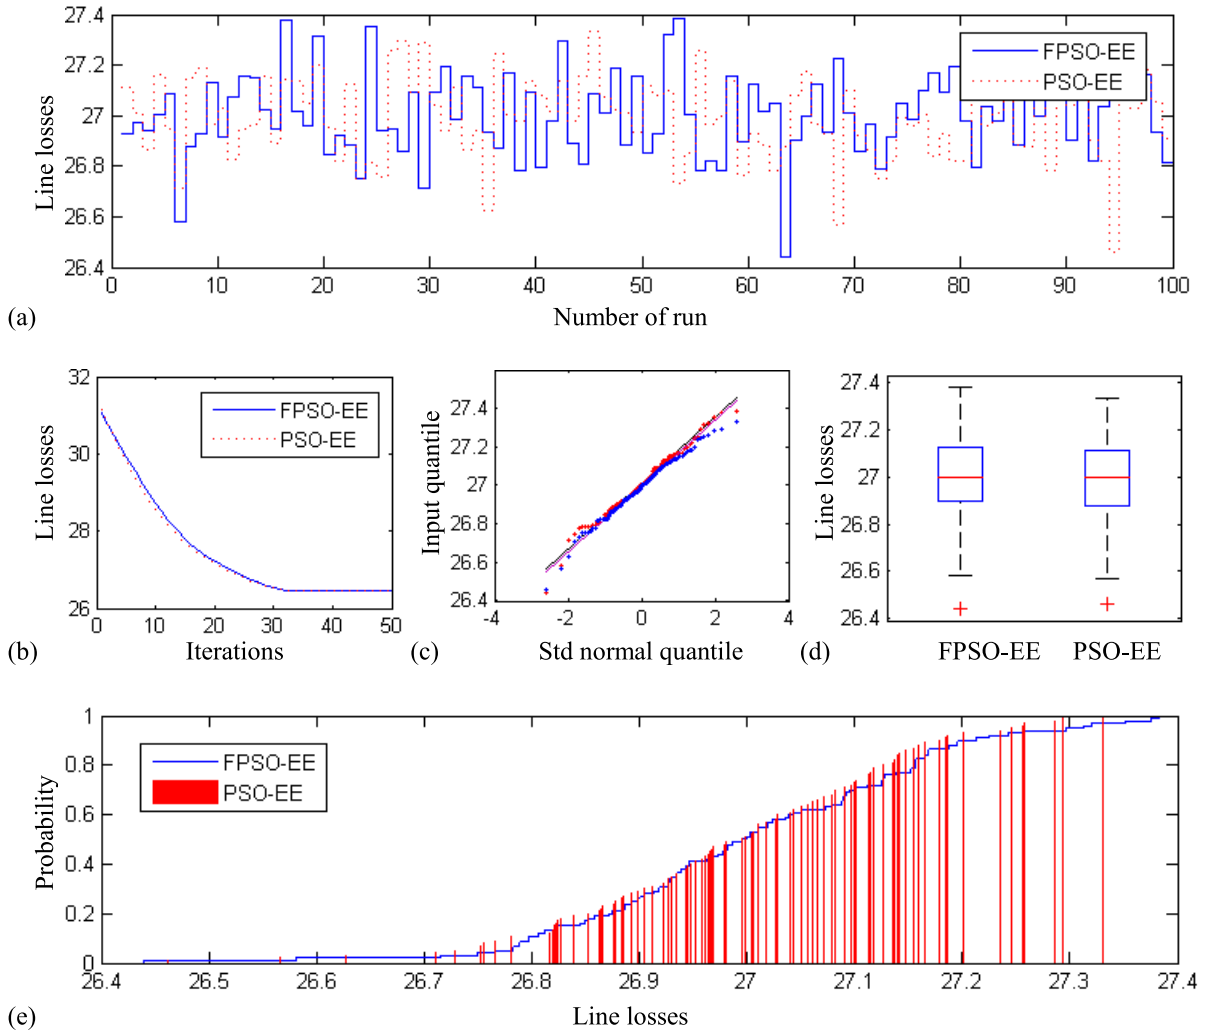 27.4
27.2
27
26.8
26.6
26.4
Line losses
FPSO-EE
PSO-EE
0 10 20 30 40 50 60 70 80 90 100
(a)
Number of run
32
30
28
26
Line losses
FPSO-EE
PSO-EE
0 10 20 30 40 50
(b)
Iterations
27.4
27.2
27
26.8
26.6
26.4
Input quantile
-4 -2 0 2 4
(c)
Std normal quantile
27.4
27.2
27
26.8
26.6
26.4
Line losses
(d)
FPSO-EE PSO-EE
1
0.8
0.6
0.4
0.2
0
Probability
FPSO-EE
PSO-EE
26.4 26.5 26.6 26.7 26.8 26.9 27 27.1 27.2 27.3 27.4
(e)
Line losses